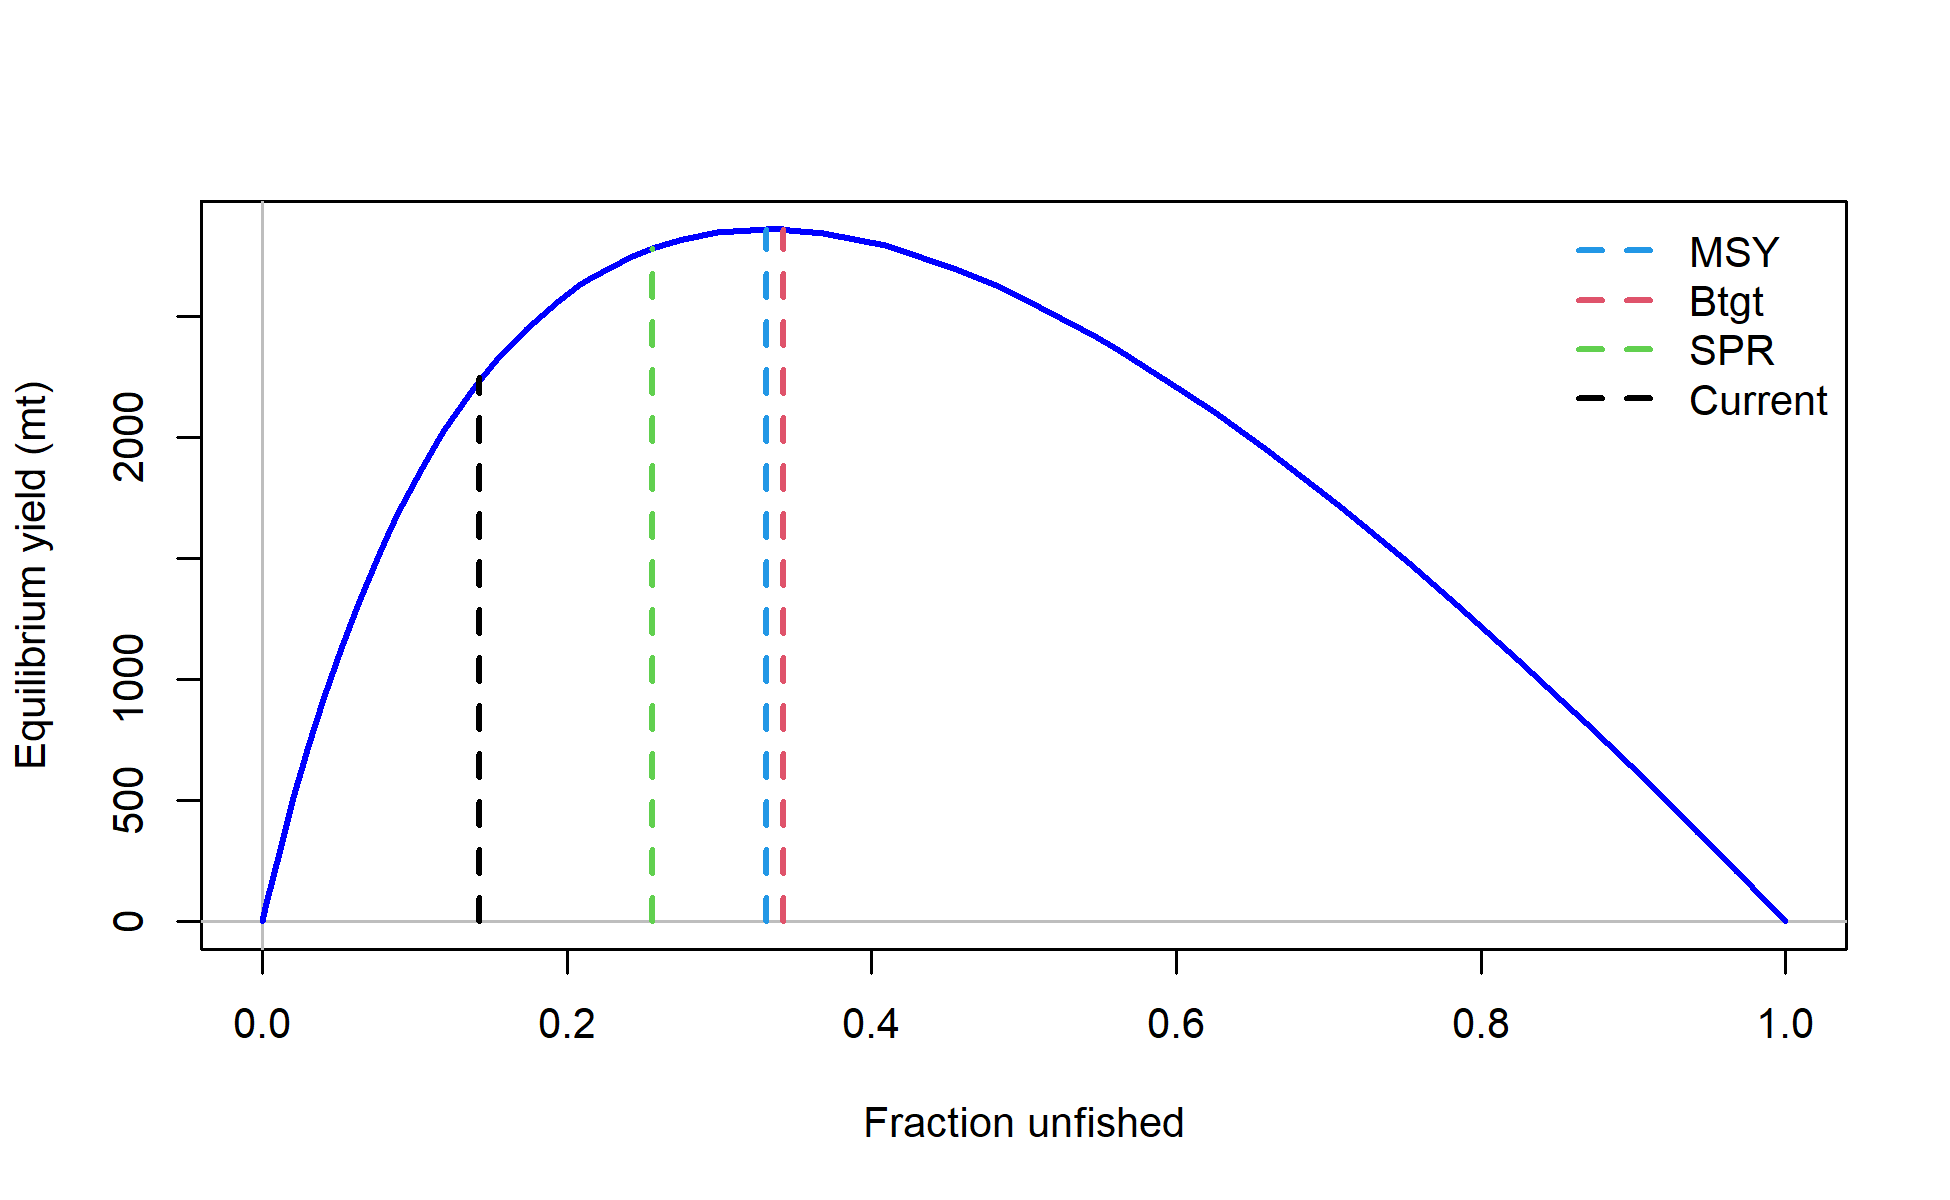 Equilibrium yield (mt)
2000
1000
500
0
0.0 0.2 0.4 0.6 0.8 1.0
Fraction unfished
MSY
Btgt
SPR
Current